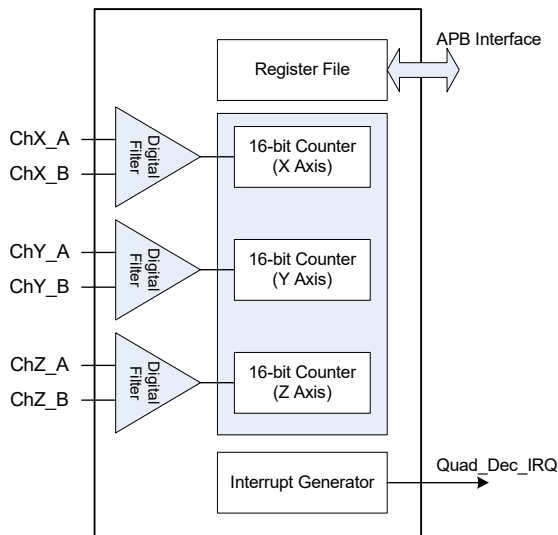 APB Interface
Register File
ChX_A
ChX_B
Digital
Filter
16-bit Counter
(X Axis)
ChY_A
ChY_B
Digital
Filter
16-bit Counter
(Y Axis)
ChZ_A
ChZ_B
Digital
Filter
16-bit Counter
(Z Axis)
Quad_Dec_IRQ
Interrupt Generator